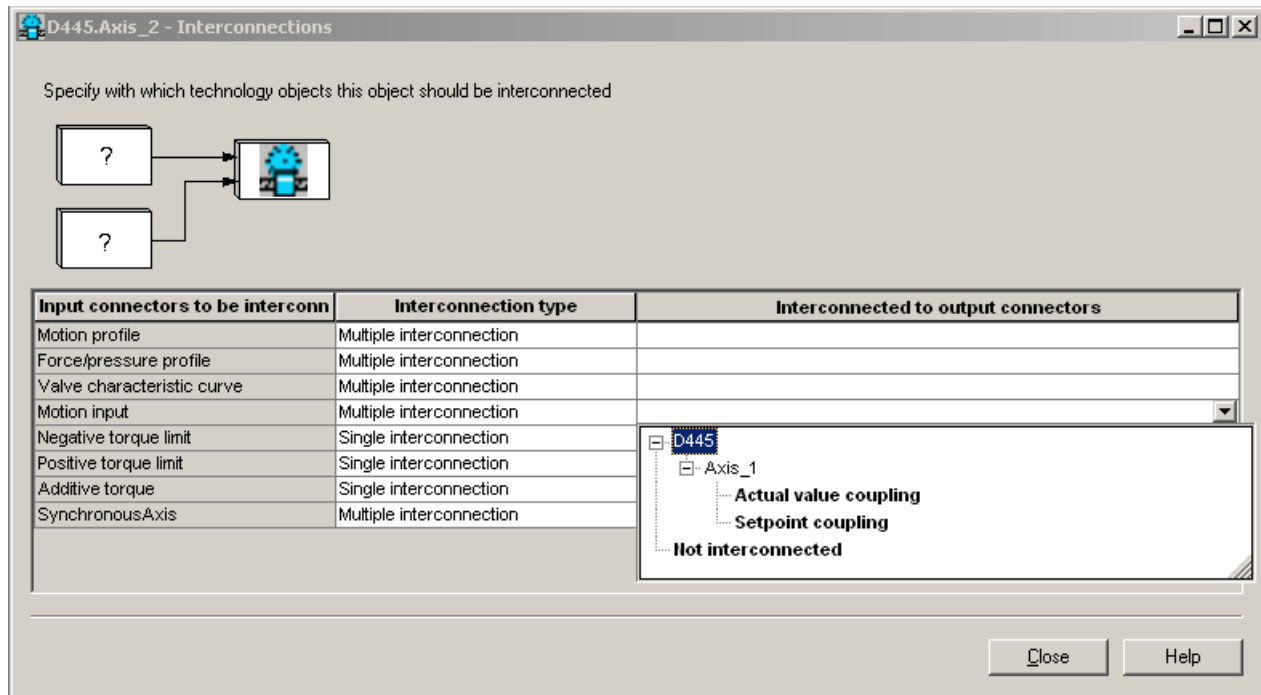 D445.Axis_2 - Interconnections
Specify with which technology objects this object should be interconnected
?
?
Input connectors to be interconn Interconnection type Interconnected to output connectors
Motion profile Multiple interconnection
Force/pressure profile Multiple interconnection
Valve characteristic curve Multiple interconnection
Motion input Multiple interconnection
Negative torque limit Single interconnection
Positive torque limit Single interconnection
Additive torque Single interconnection
SynchronousAxis Multiple interconnection
D445
Axis_1
Actual value coupling
Setpoint coupling
Not interconnected
Close Help